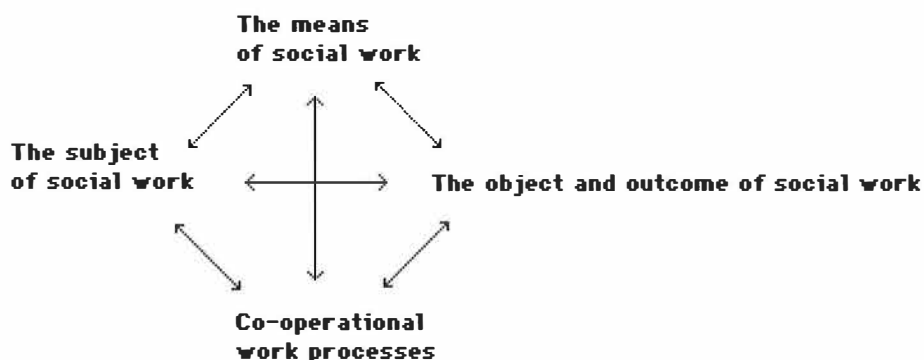 The means
of social work
The subject
of social work
The object and outcome of social work
Co-operational
work processes